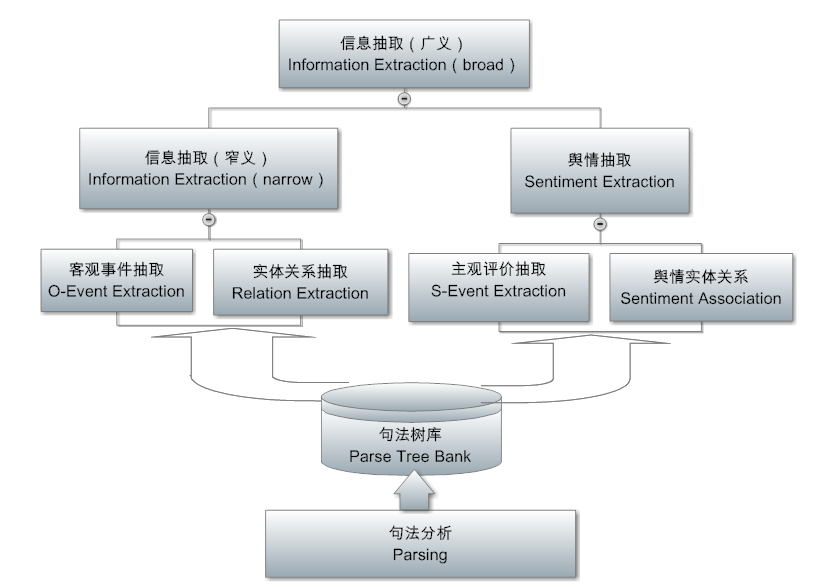 信息抽取（广义）
Information Extraction（broad）
信息抽取（窄义）
Information Extraction（narrow）
舆情抽取
Sentiment Extraction
客观事件抽取
O-Event Extraction
实体关系抽取
Relation Extraction
主观评价抽取
S-Event Extraction
舆情实体关系
Sentiment Association
句法树库
Parse Tree Bank
句法分析
Parsing